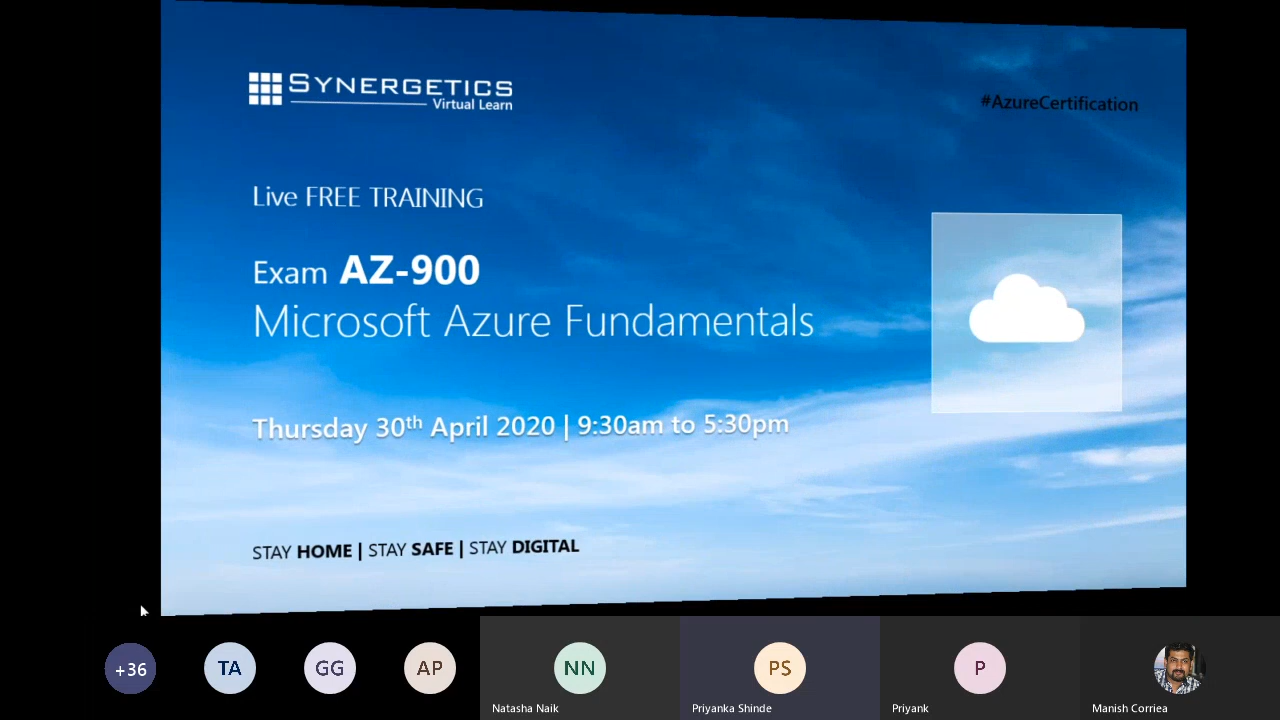 SYNERGETICS
Virtual Learn
#AzureCertification
Live FREE TRAINING
Exam AZ-900
Microsoft Azure Fundamentals
Thursday 30th April 2020 | 9:30am to 5:30pm
STAY HOME | STAY SAFE | STAY DIGITAL
+36
TA
GG
AP
NN
PS
P
Natasha Naik
Priyanka Shinde
Priyank
Manish Corriea